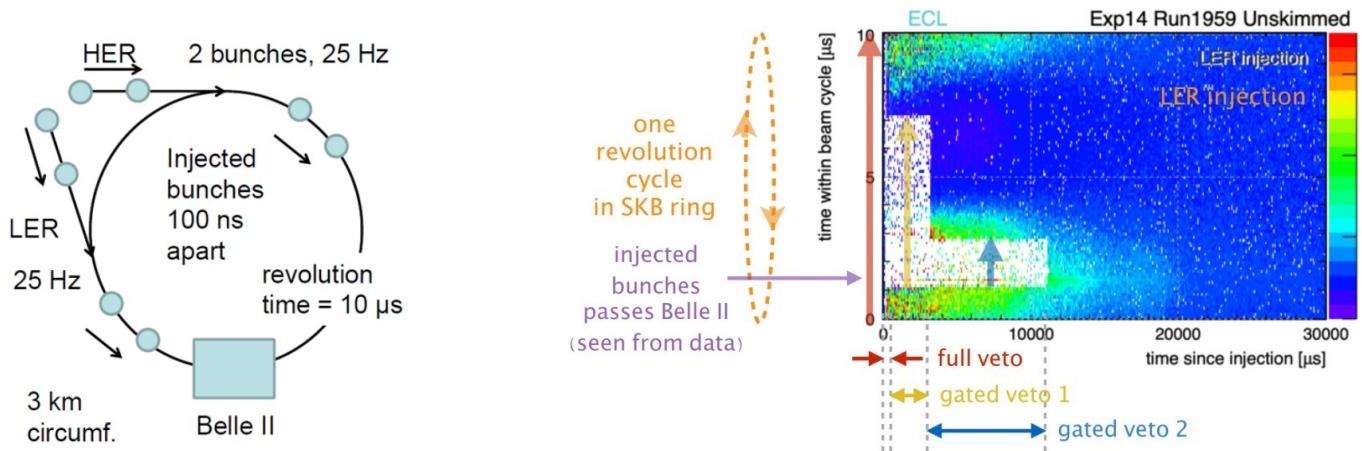 HER
2 bunches, 25 Hz
Injected
bunches
100 ns
apart
LER
25 Hz
revolution
time = 10 µs
3 km
circumf.
Belle II
one
revolution
cycle
in SKB ring
injected
bunches
passes Belle II
(seen from data)
ECL
Exp14 Run1959 Unskimmed
LER injection
LER injection
time within beam cycle [µs]
10
5
0
0
10000
20000
30000
time since injection [µs]
full veto
gated veto 1
gated veto 2